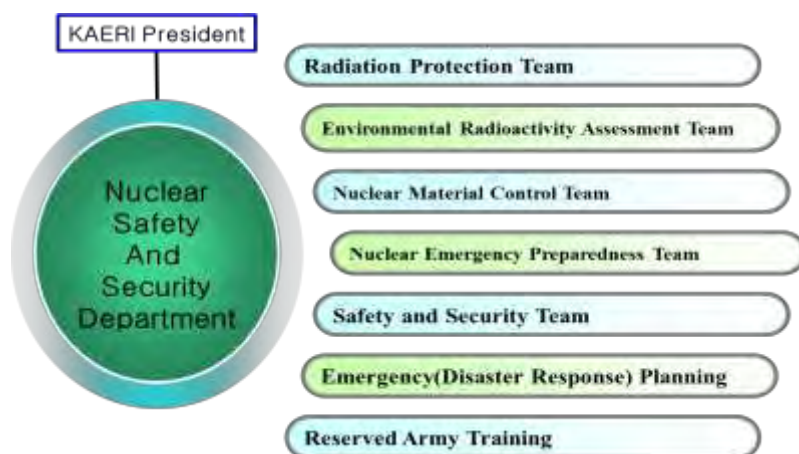 KAERI President
Nuclear
Safety
And
Security
Department
Radiation Protection Team
Environmental Radioactivity Assessment Team
Nuclear Material Control Team
Nuclear Emergency Preparedness Team
Safety and Security Team
Emergency(Disaster Response) Planning
Reserved Army Training